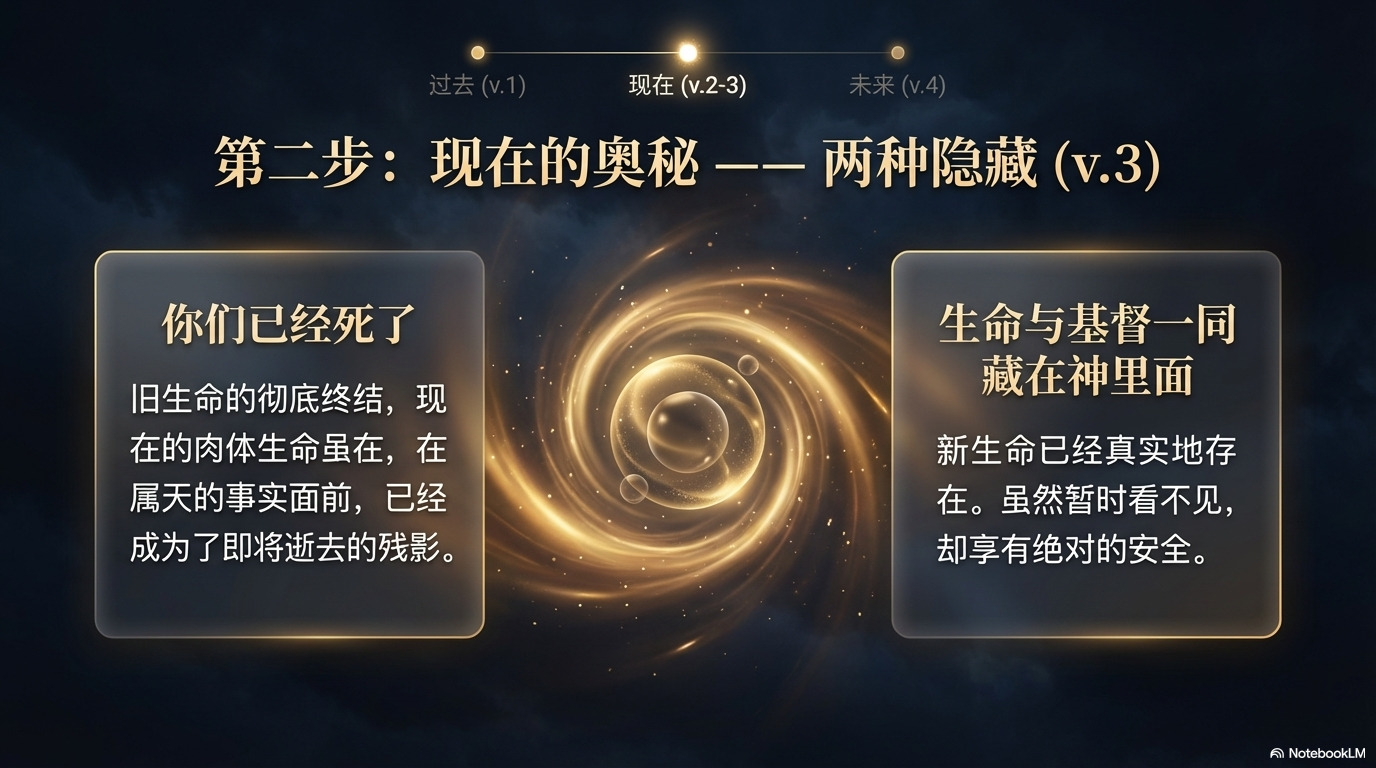 过去 (v.1)
现在 (v.2-3)
未来 (v.4)
第二步：现在的奥秘 —— 两种隐藏 (v.3)
你们已经死了
旧生命的彻底终结，现
在的肉体生命虽在，在
属天的事实面前，已经
成为了即将逝去的残影。
生命与基督一同
藏在神里面
新生命已经真实地存
在。虽然暂时看不见，
却享有绝对的安全。
NotebookLM